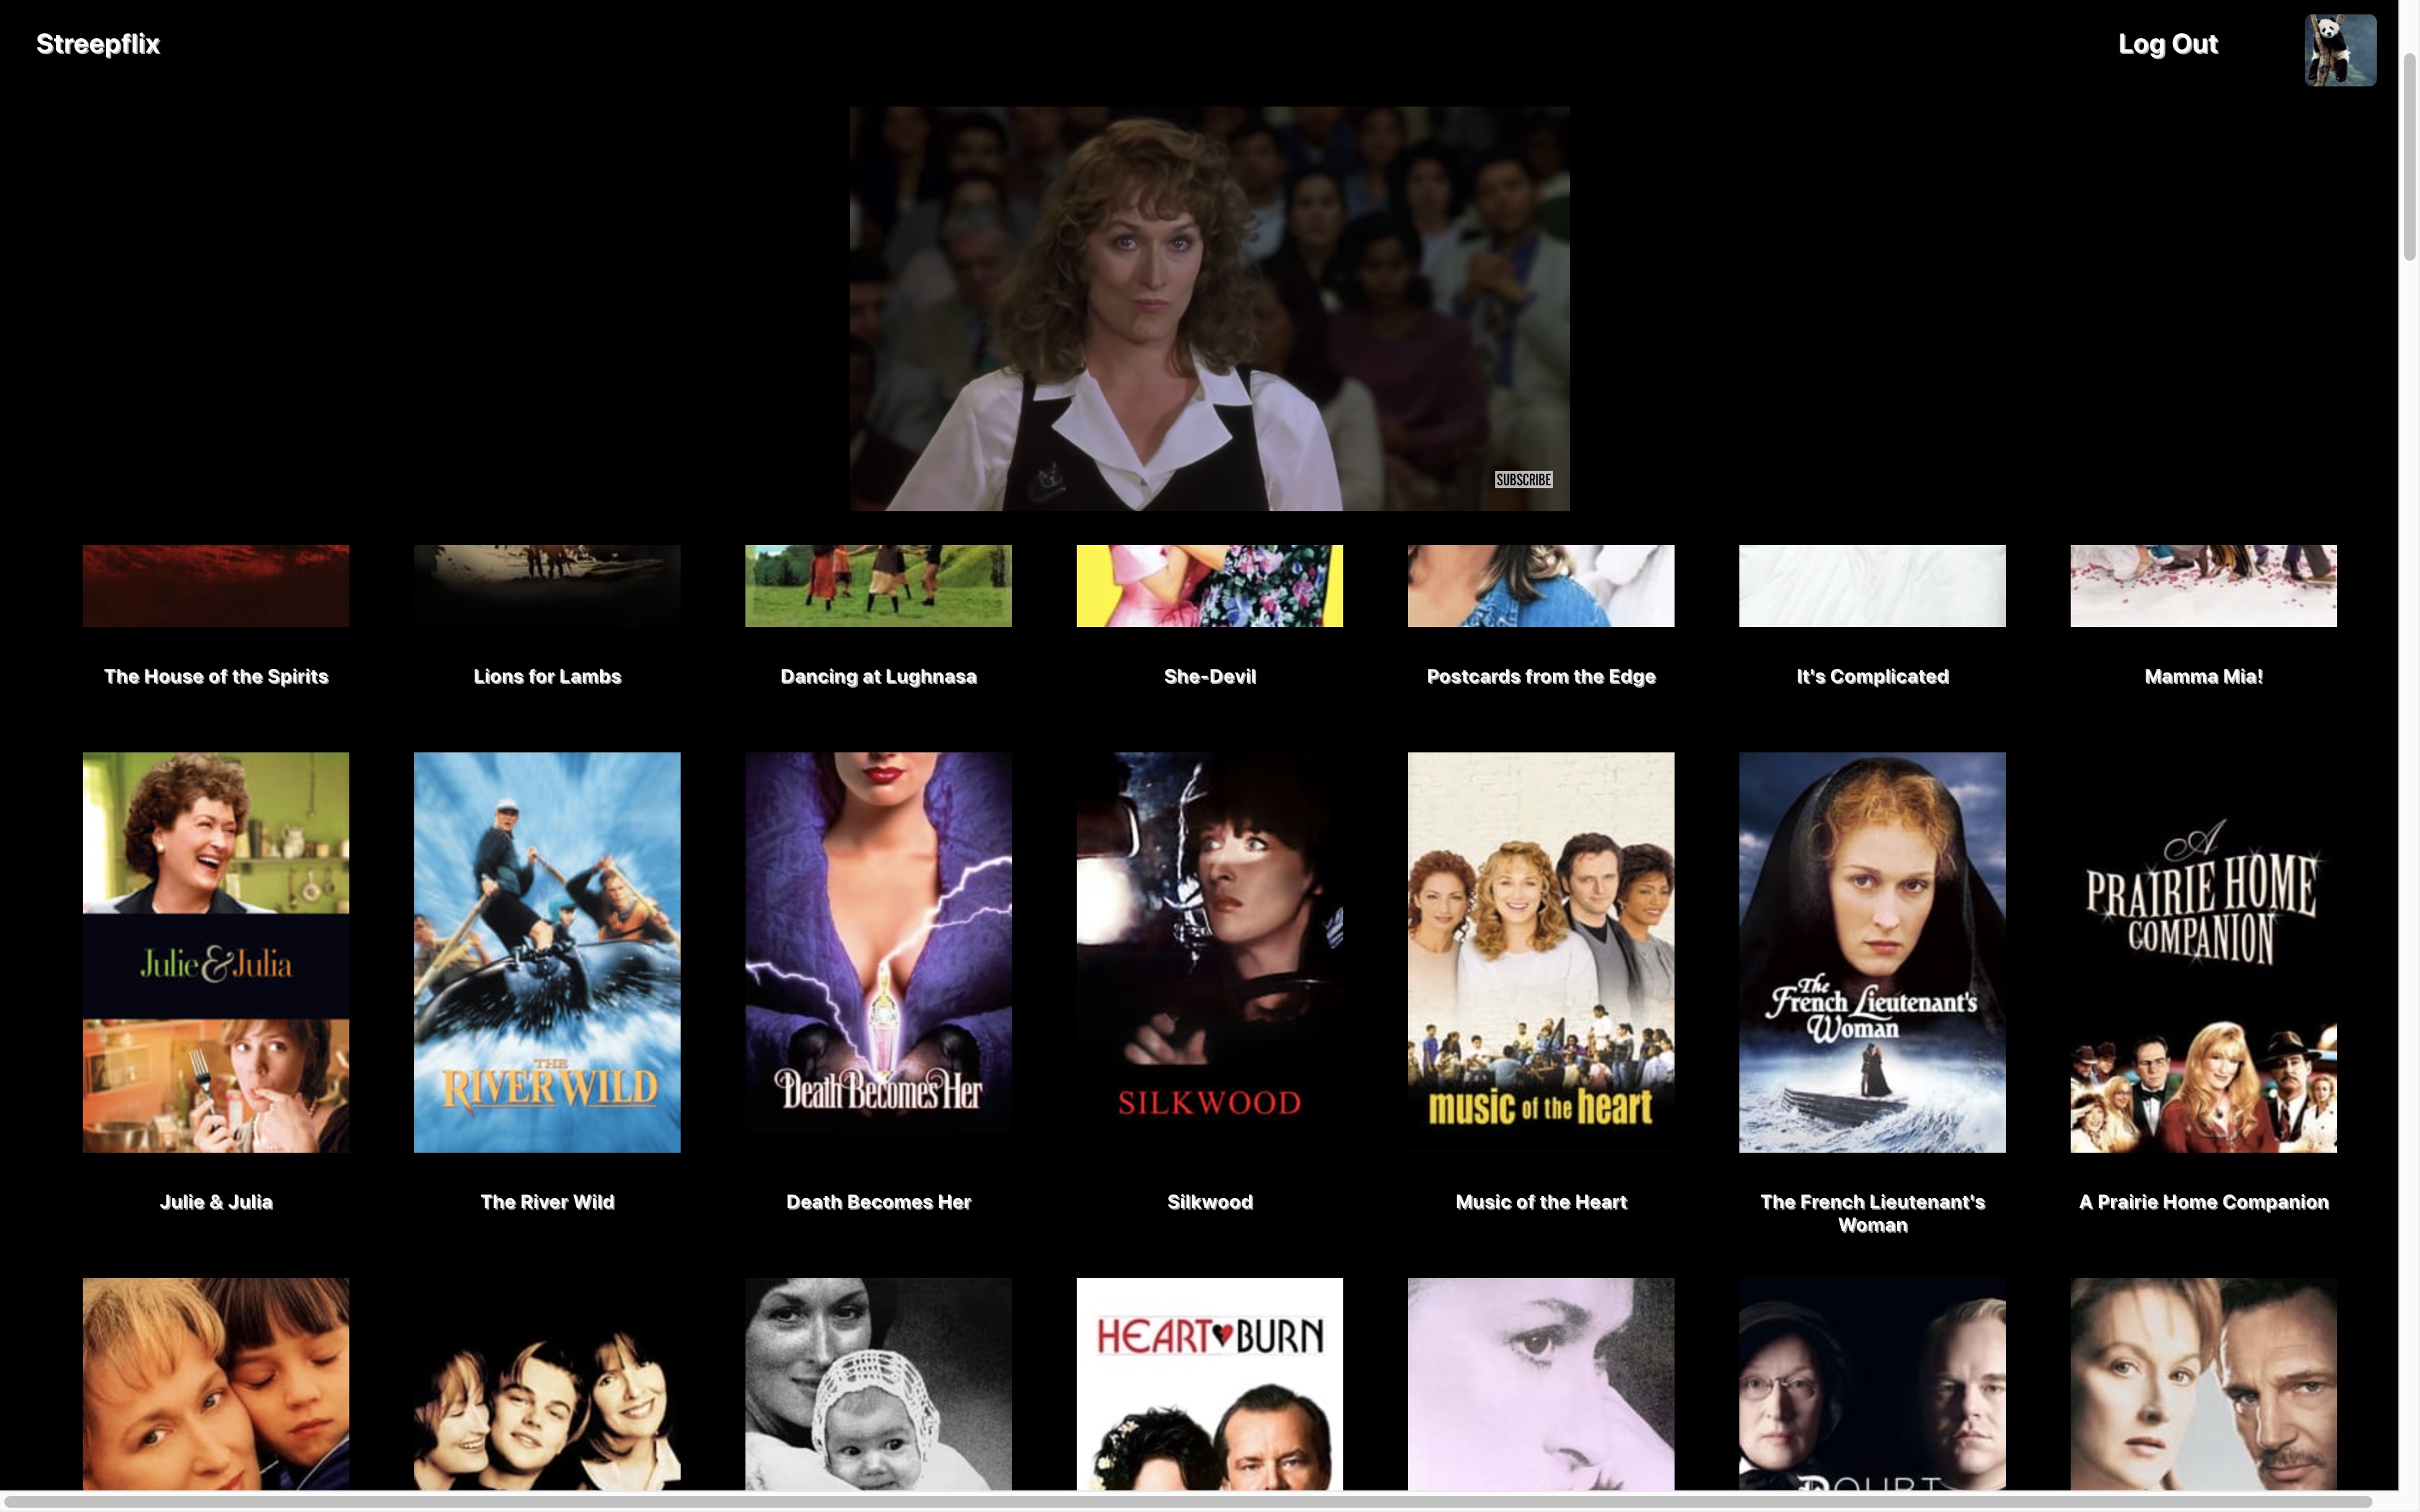 Streepflix
Log Out
SUBSCRIBE
The House of the Spirits
Lions for Lambs
Dancing at Lughnasa
She-Devil
Postcards from the Edge
It's Complicated
Mamma Mia!
Julie&Julia
THE
RIVER WILD
Death Becomes Her
SILKWOOD
music of the heart
The
French Lieutenant's
Woman
A
PRAIRIE HOME
COMPANION
Julie & Julia
The River Wild
Death Becomes Her
Silkwood
Music of the Heart
The French Lieutenant's
Woman
A Prairie Home Companion
HEART BURN
DOUBT